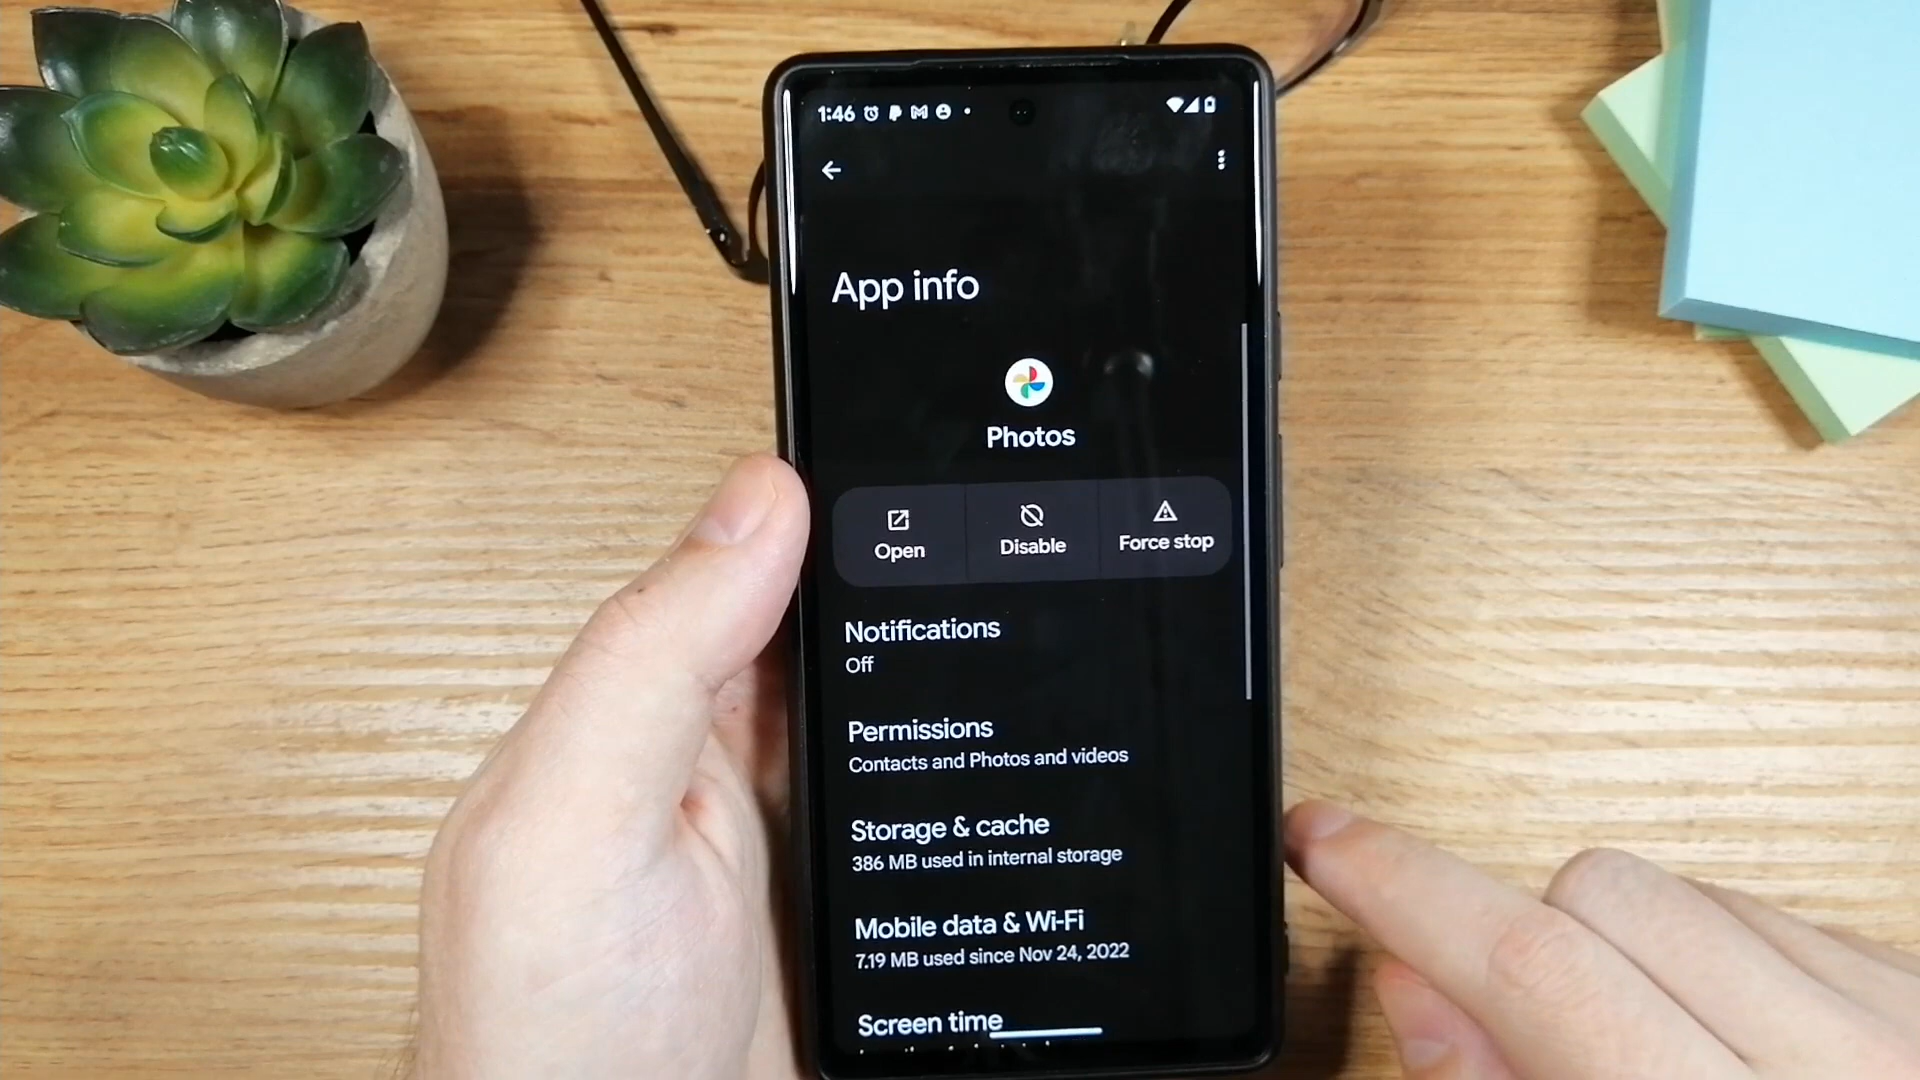 1:46
App info
Photos
Open Disable Force stop
Notifications
Off
Permissions
Contacts and Photos and videos
Storage & cache
386 MB used in internal storage
Mobile data & Wi-Fi
7.19 MB used since Nov 24, 2022
Screen time